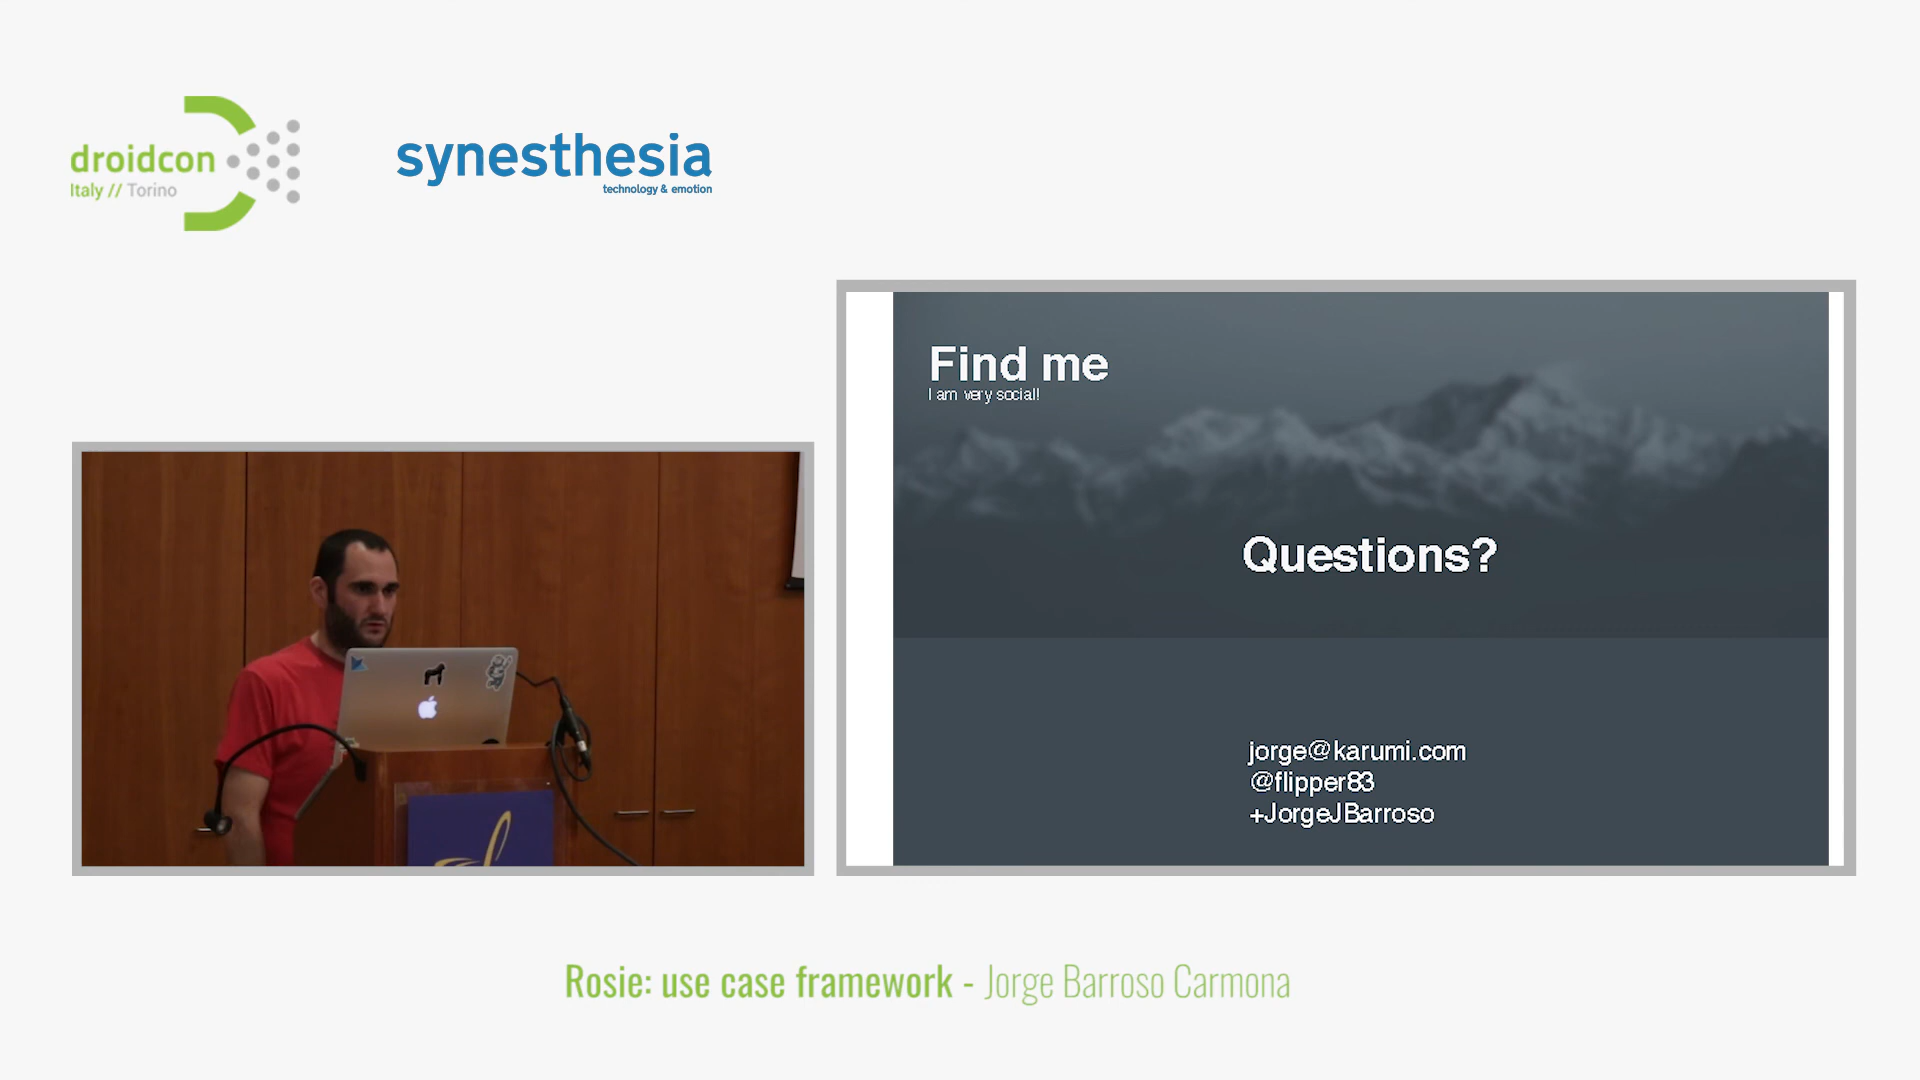 droidcon
Italy // Torino
synesthesia
technology & emotion
Find me
I am very social!
Questions?
jorge@karumi.com
@flipper83
+JorgeJBarroso
Rosie: use case framework - Jorge Barroso Carmona